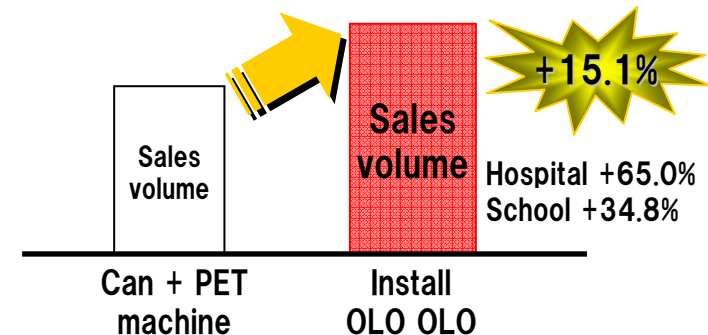 +15.1%
Sales
volume
Sales
volume
Hospital +65.0%
School +34.8%
Can + PET
machine
Install
OLO OLO